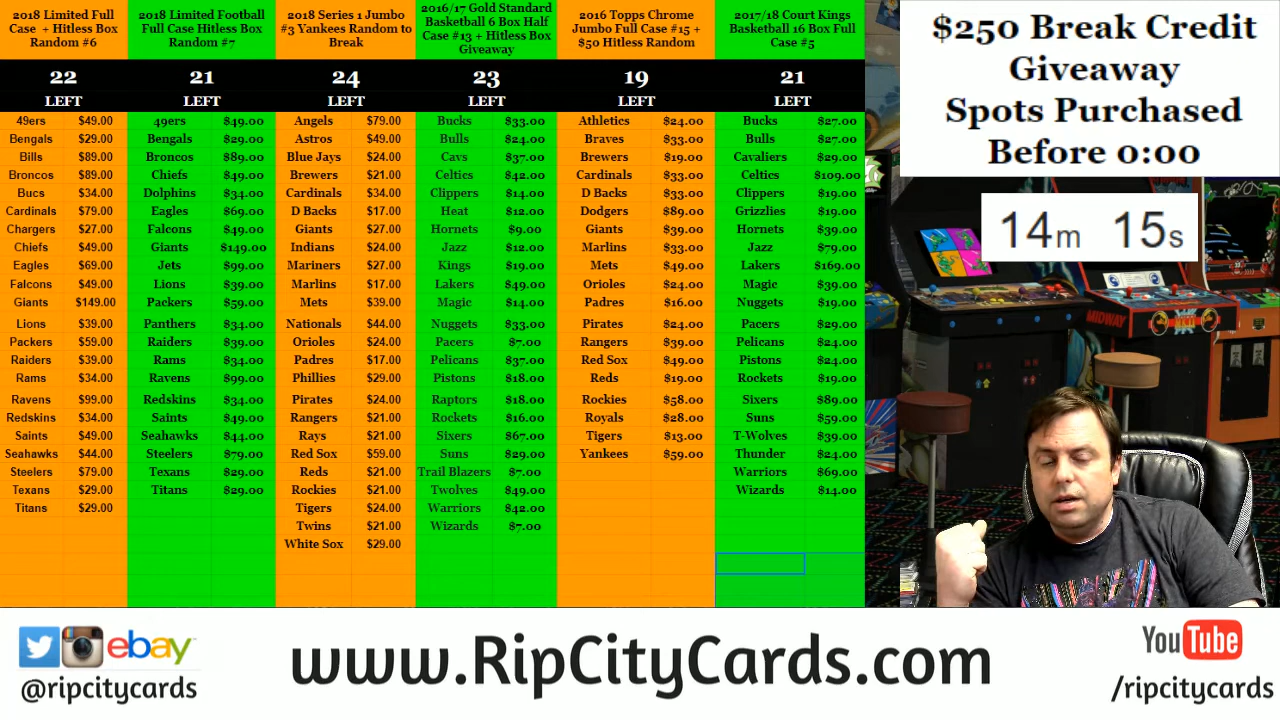 2018 Limited Full
Case + Hitless Box
Random #6
22
LEFT
49ers $49.00
Bengals $29.00
Bills $89.00
Broncos $89.00
Bucs $34.00
Cardinals $79.00
Chargers $27.00
Chiefs $49.00
Eagles $69.00
Falcons $49.00
Giants $149.00
Lions $39.00
Packers $59.00
Raiders $39.00
Rams $34.00
Ravens $99.00
Redskins $34.00
Saints $49.00
Seahawks $44.00
Steelers $79.00
Texans $29.00
Titans $29.00
2018 Limited Football
Full Case Hitless Box
Random #7
21
LEFT
49ers $49.00
Bengals $29.00
Broncos $89.00
Chiefs $49.00
Dolphins $34.00
Eagles $69.00
Falcons $49.00
Giants $149.00
Jets $99.00
Lions $39.00
Packers $59.00
Panthers $34.00
Raiders $39.00
Rams $34.00
Ravens $99.00
Redskins $34.00
Saints $49.00
Seahawks $44.00
Steelers $79.00
Texans $29.00
Titans $29.00
2018 Series 1 Jumbo
#3 Yankees Random to
Break
24
LEFT
Angels $79.00
Astros $49.00
Blue Jays $24.00
Brewers $21.00
Cardinals $34.00
D Backs $17.00
Giants $27.00
Indians $24.00
Mariners $27.00
Marlins $17.00
Mets $39.00
Nationals $44.00
Orioles $24.00
Padres $17.00
Phillies $29.00
Pirates $24.00
Rangers $21.00
Rays $21.00
Red Sox $59.00
Reds $21.00
Rockies $21.00
Tigers $24.00
Twins $21.00
White Sox $29.00
2016/17 Gold Standard
Basketball 6 Box Half
Case #13 + Hitless Box
Giveaway
23
LEFT
Bucks $33.00
Bulls $24.00
Cavs $37.00
Celtics $42.00
Clippers $14.00
Heat $12.00
Hornets $9.00
Jazz $12.00
Kings $19.00
Lakers $49.00
Magic $14.00
Nuggets $33.00
Pacers $7.00
Pelicans $37.00
Pistons $18.00
Raptors $18.00
Rockets $16.00
Sixers $67.00
Suns $29.00
Trail Blazers $7.00
Twolves $49.00
Warriors $42.00
Wizards $7.00
2016 Topps Chrome
Jumbo Full Case #15 +
$50 Hitless Random
19
LEFT
Athletics $24.00
Braves $33.00
Brewers $19.00
Cardinals $33.00
D Backs $33.00
Dodgers $89.00
Giants $39.00
Marlins $33.00
Mets $49.00
Orioles $24.00
Padres $16.00
Pirates $24.00
Rangers $39.00
Red Sox $49.00
Reds $19.00
Rockies $58.00
Royals $28.00
Tigers $13.00
Yankees $59.00
2017/18 Court Kings
Basketball 16 Box Full
Case #5
21
LEFT
Bucks $27.00
Bulls $27.00
Cavaliers $29.00
Celtics $109.00
Clippers $19.00
Grizzlies $19.00
Hornets $39.00
Jazz $79.00
Lakers $169.00
Magic $39.00
Nuggets $19.00
Pacers $29.00
Pelicans $24.00
Pistons $24.00
Rockets $19.00
Sixers $89.00
Suns $59.00
T-Wolves $39.00
Thunder $24.00
Warriors $69.00
Wizards $14.00
$250 Break Credit
Giveaway
Spots Purchased
Before 0:00
14m 15s
MIDWAY
ebay
@ripcitycards
www.RipCityCards.com
YouTube
/ripcitycards